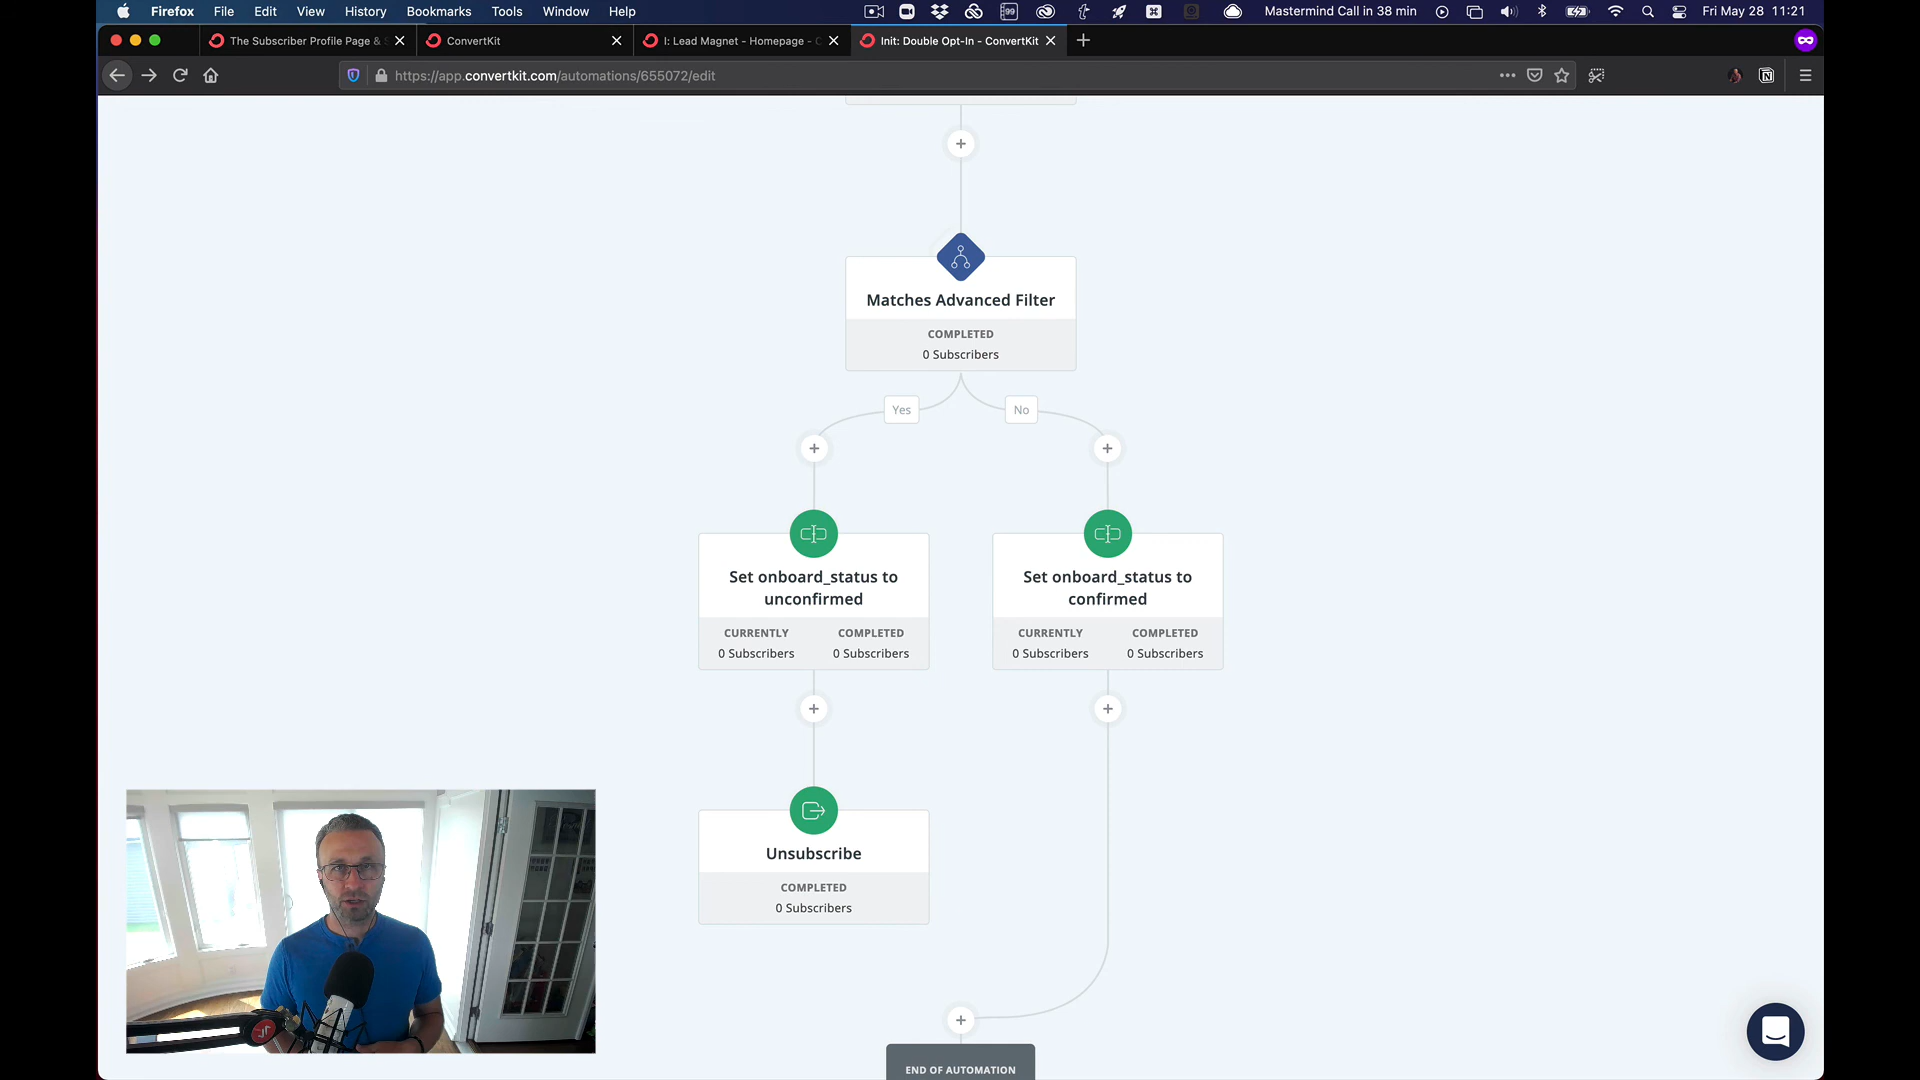 Firefox File Edit View History Bookmarks Tools Window Help Mastermind Call in 38 min Fri May 28 11:21
The Subscriber Profile Page & ConvertKit I: Lead Magnet - Homepage - Init: Double Opt-In - ConvertKit
https://app.convertkit.com/automations/655072/edit
Matches Advanced Filter
COMPLETED
0 Subscribers
Yes No
Set onboard_status to
unconfirmed
CURRENTLY COMPLETED
0 Subscribers 0 Subscribers
Set onboard_status to
confirmed
CURRENTLY COMPLETED
0 Subscribers 0 Subscribers
Unsubscribe
COMPLETED
0 Subscribers
END OF AUTOMATION